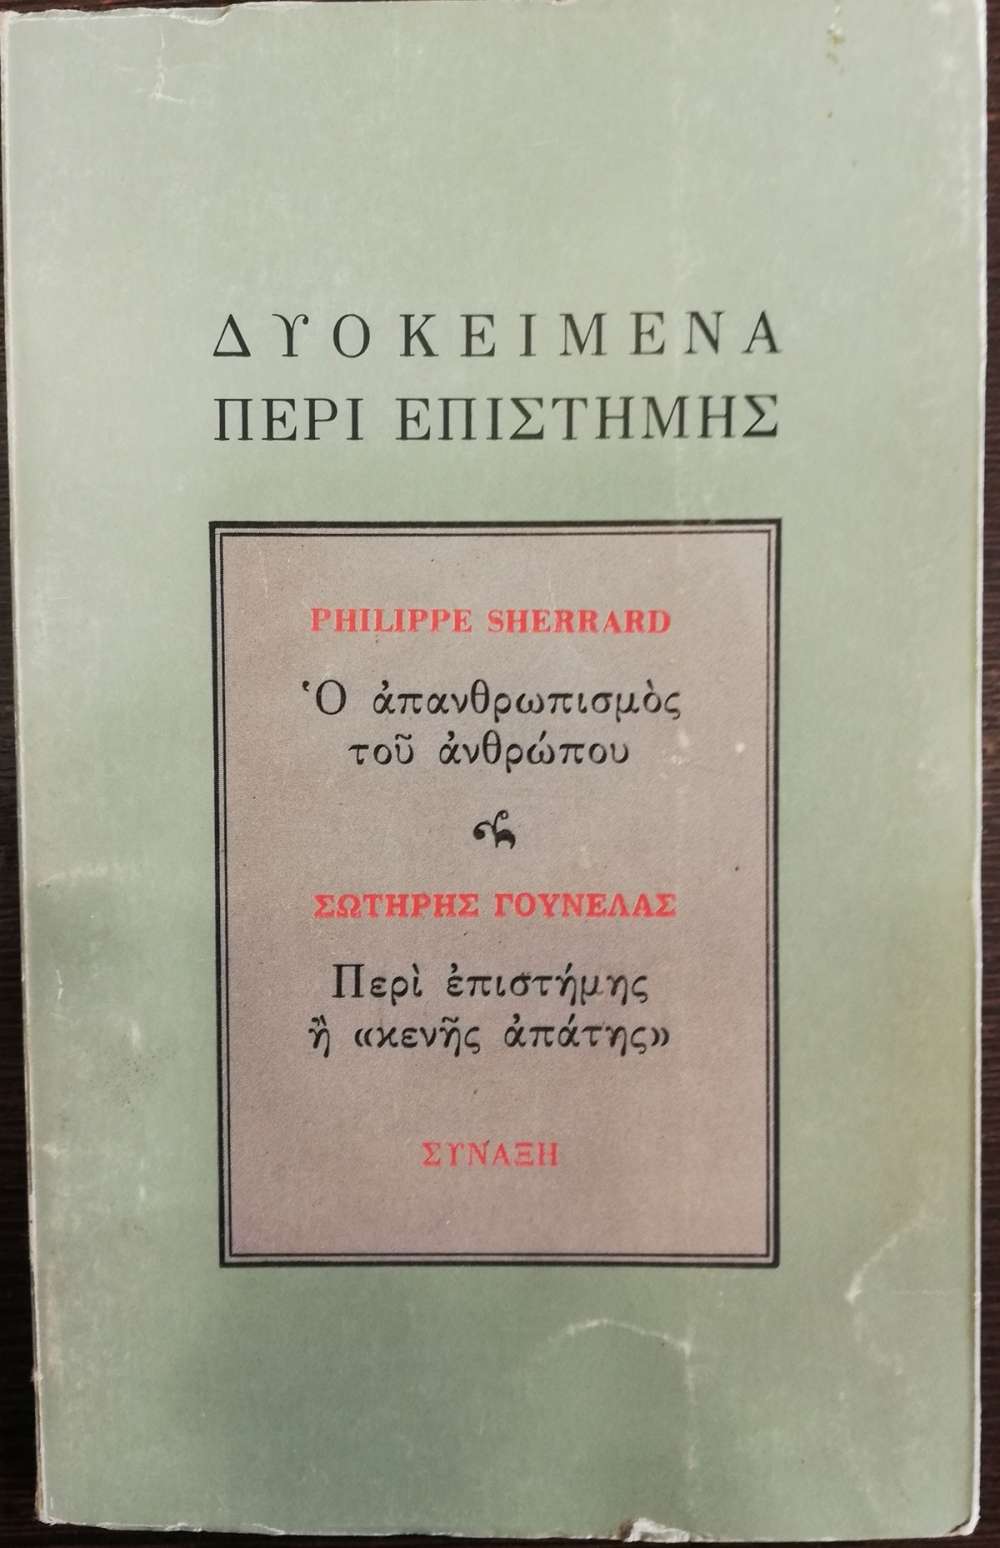 ΔΥΟ ΚΕΙΜΕΝΑ
ΠΕΡΙ ΕΠΙΣΤΗΜΗΣ
PHILIPPE SHERRARD
Ὁ ἀπανθρωπισμὸς
τοῦ ἀνθρώπου
ΣΩΤΗΡΗΣ ΓΟΥΝΕΛΑΣ
Περὶ ἐπιστήμης
ἢ «κενῆς ἀπάτης»
ΣΥΝΑΞΗ